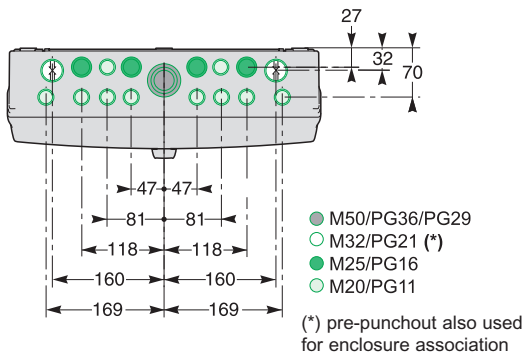 27
32
70
47 47
81 81
118 118
160 160
169 169
M50/PG36/PG29
M32/PG21 (*)
M25/PG16
M20/PG11
(*) pre-punchout also used
for enclosure association